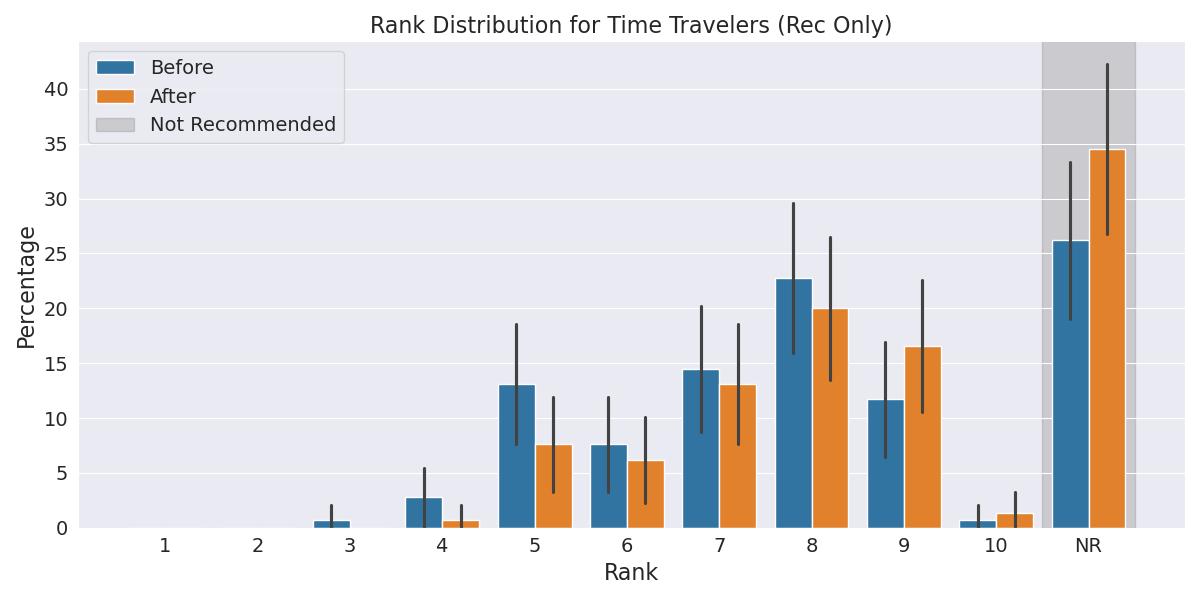 Rank Distribution for Time Travelers (Rec Only)
Before
After
Not Recommended
Percentage
40
35
30
25
20
15
10
5
0
1 2 3 4 5 6 7 8 9 10 NR
Rank